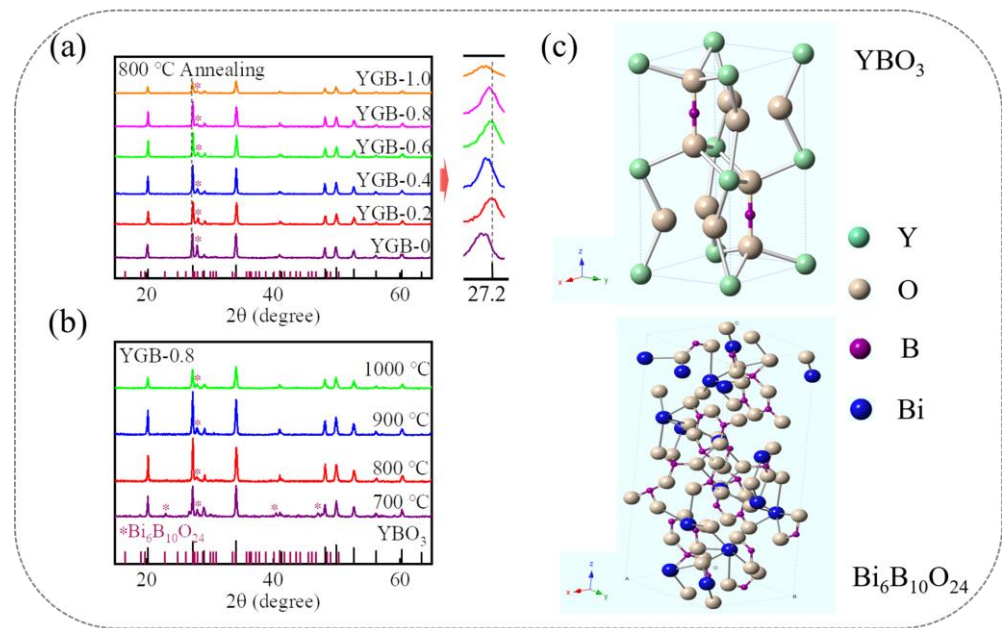 (a)
800 °C Annealing
YGB-1.0
YGB-0.8
YGB-0.6
YGB-0.4
YGB-0.2
YGB-0
*
*
*
*
*
*
20
40
60
2θ (degree)
27.2
(b)
YGB-0.8
1000 °C
900 °C
800 °C
700 °C
*
*
*
*
*
*
*
*Bi₆B₁₀O₂₄
YBO₃
20
40
60
2θ (degree)
(c)
YBO₃
Y
O
B
Bi
z
x
y
z
x
y
Bi₆B₁₀O₂₄